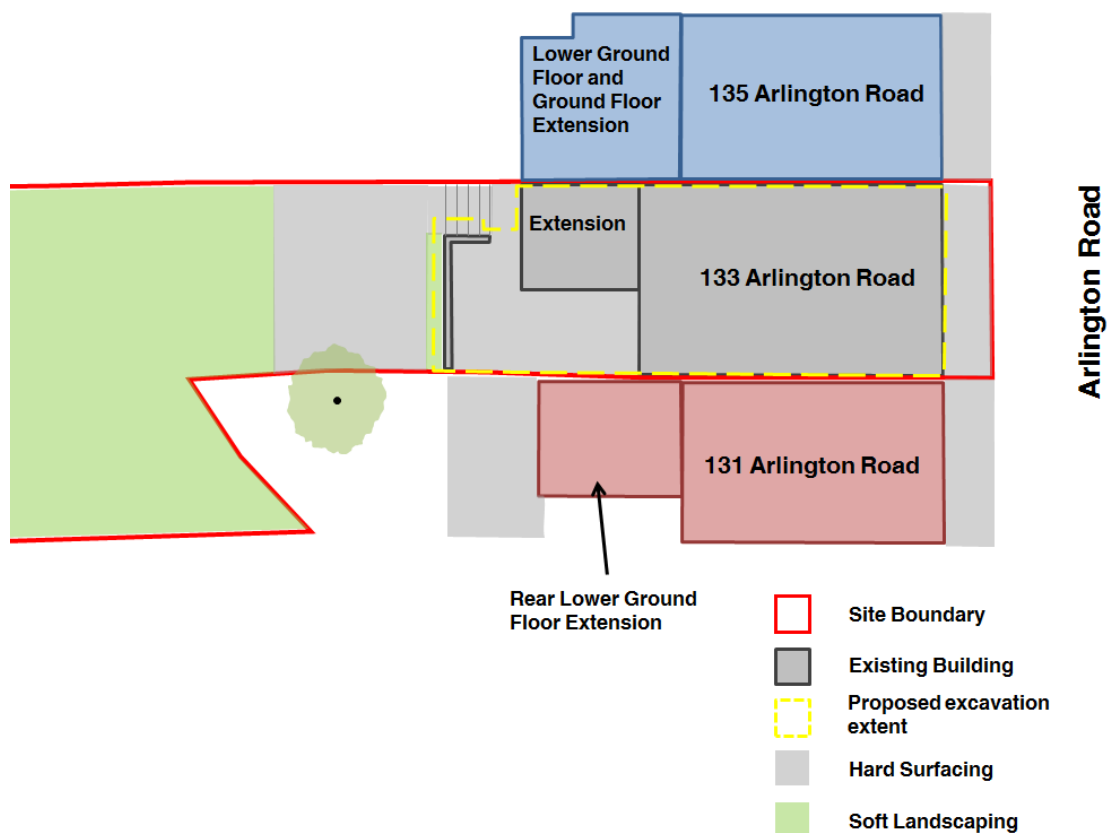 Lower Ground
Floor and
Ground Floor
Extension
135 Arlington Road
Extension
133 Arlington Road
Arlington Road
131 Arlington Road
Rear Lower Ground
Floor Extension
Site Boundary
Existing Building
Proposed excavation
extent
Hard Surfacing
Soft Landscaping